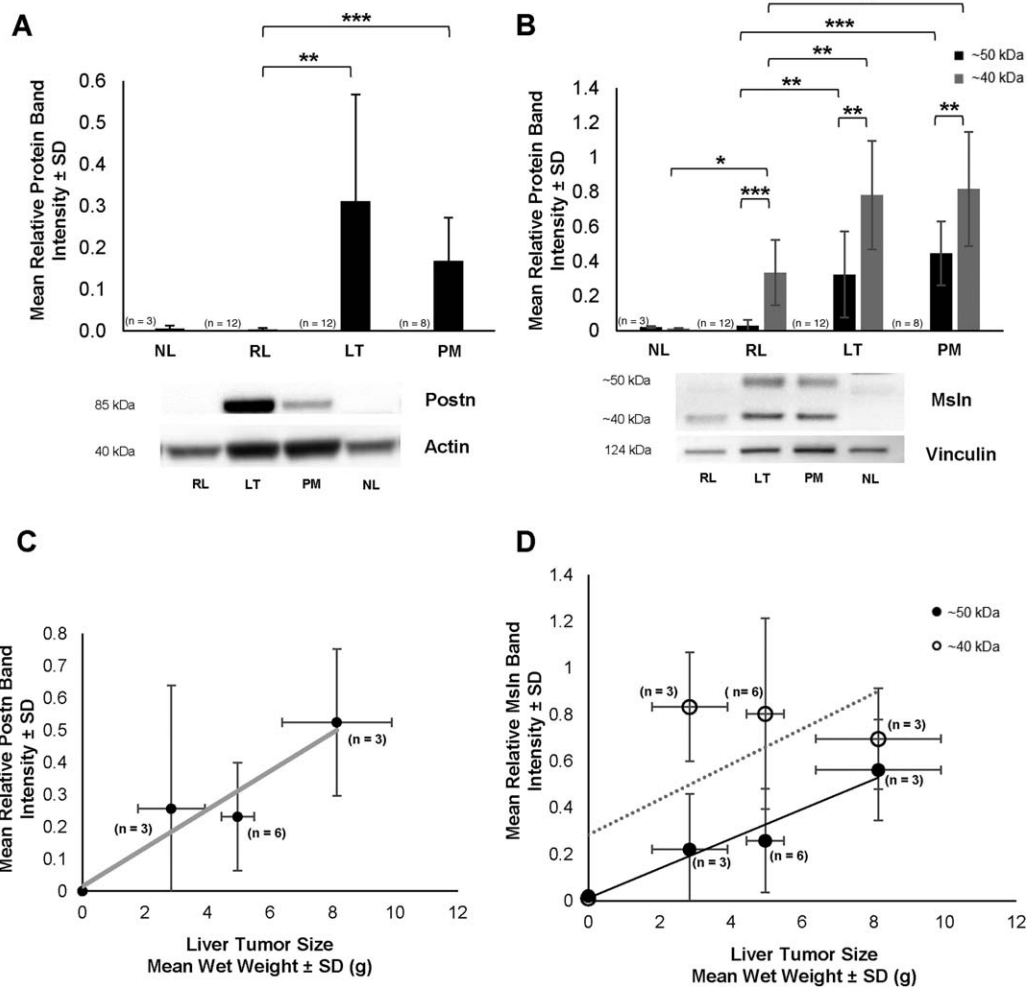 A
***
**
Mean Relative Protein Band
Intensity ± SD
0.6
0.5
0.4
0.3
0.2
0.1
0.0
(n = 3)
(n = 12)
(n = 12)
(n = 8)
NL
RL
LT
PM
85 kDa
Postn
40 kDa
Actin
RL
LT
PM
NL
B
***
**
**
*
***
**
**
~50 kDa
~40 kDa
Mean Relative Protein Band
Intensity ± SD
1.4
1.2
1
0.8
0.6
0.4
0.2
0
(n = 3)
(n = 12)
(n = 12)
(n = 8)
NL
RL
LT
PM
~50 kDa
~40 kDa
Msln
124 kDa
Vinculin
RL
LT
PM
NL
C
Mean Relative Postn Band
Intensity ± SD
0.8
0.7
0.6
0.5
0.4
0.3
0.2
0.1
0
(n = 3)
(n = 6)
(n = 3)
0
2
4
6
8
10
12
Liver Tumor Size
Mean Wet Weight ± SD (g)
D
~50 kDa
~40 kDa
Mean Relative Msln Band
Intensity ± SD
1.4
1.2
1
0.8
0.6
0.4
0.2
0
(n = 3)
( n= 6)
(n = 3)
(n = 3)
(n = 6)
(n = 3)
0
2
4
6
8
10
12
Liver Tumor Size
Mean Wet Weight ± SD (g)